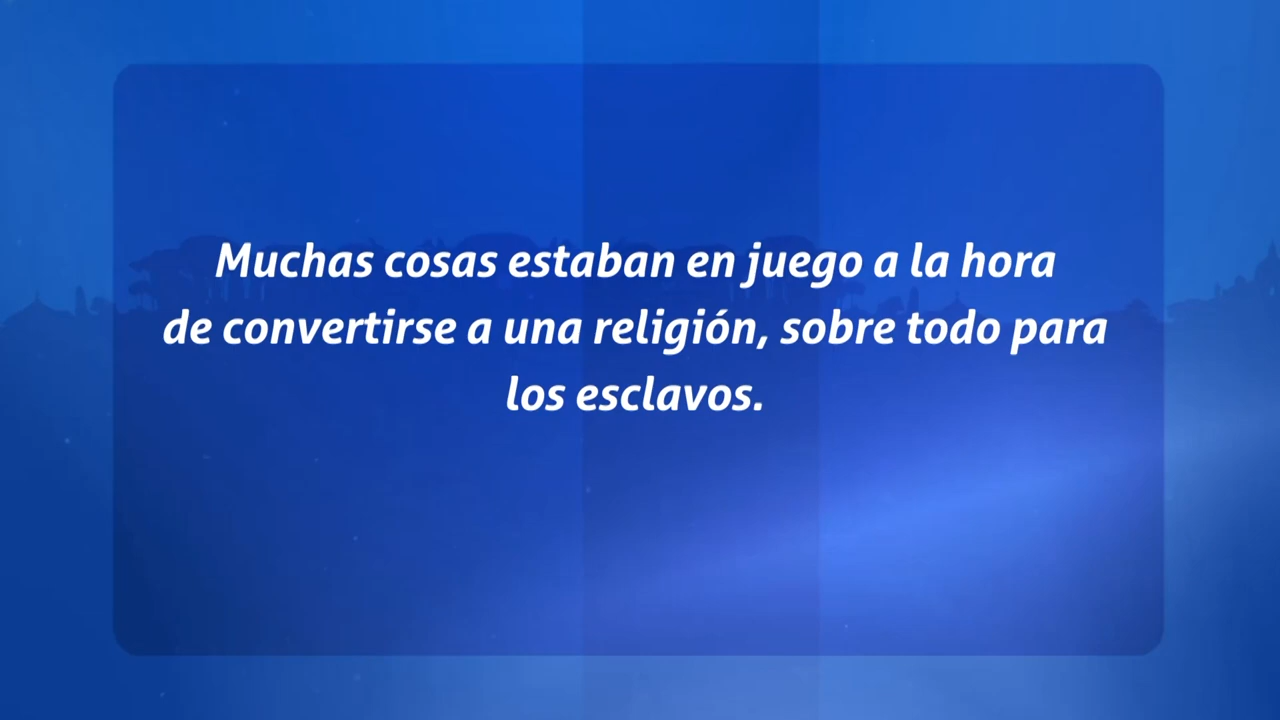 Muchas cosas estaban en juego a la hora
de convertirse a una religión, sobre todo para
los esclavos.